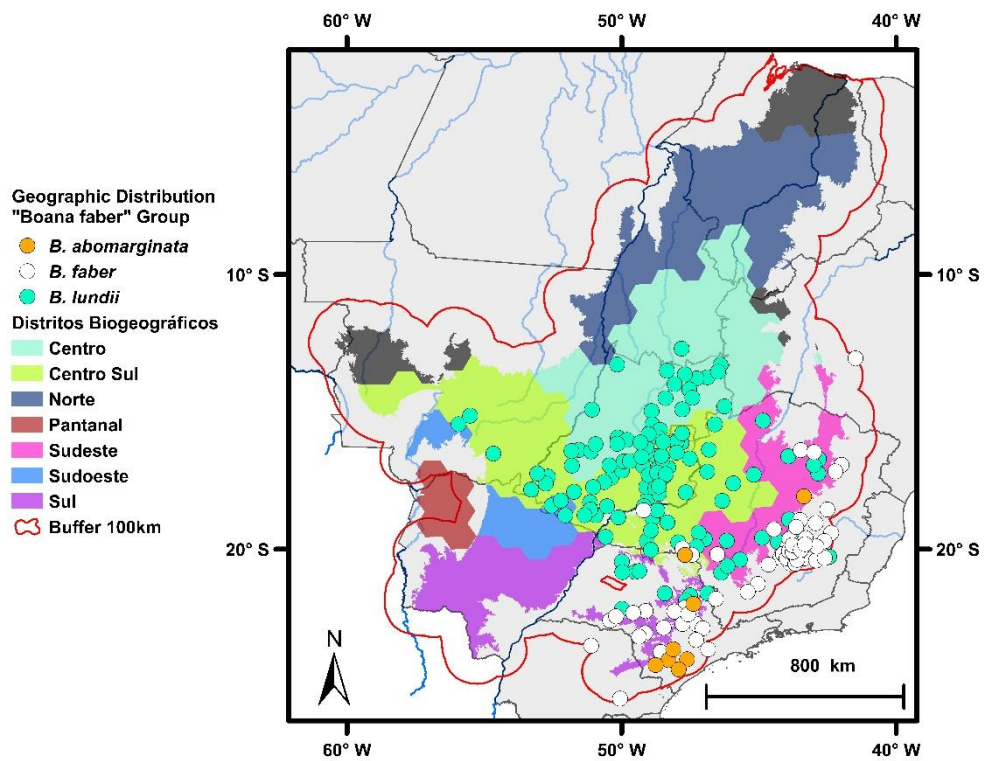 60° W 50° W 40° W
Geographic Distribution
"Boana faber" Group
B. abomarginata
B. faber
B. lundii
Distritos Biogeográficos
Centro
Centro Sul
Norte
Pantanal
Sudeste
Sudoeste
Sul
Buffer 100km
10° S 10° S
20° S 20° S
N
800 km
60° W 50° W 40° W